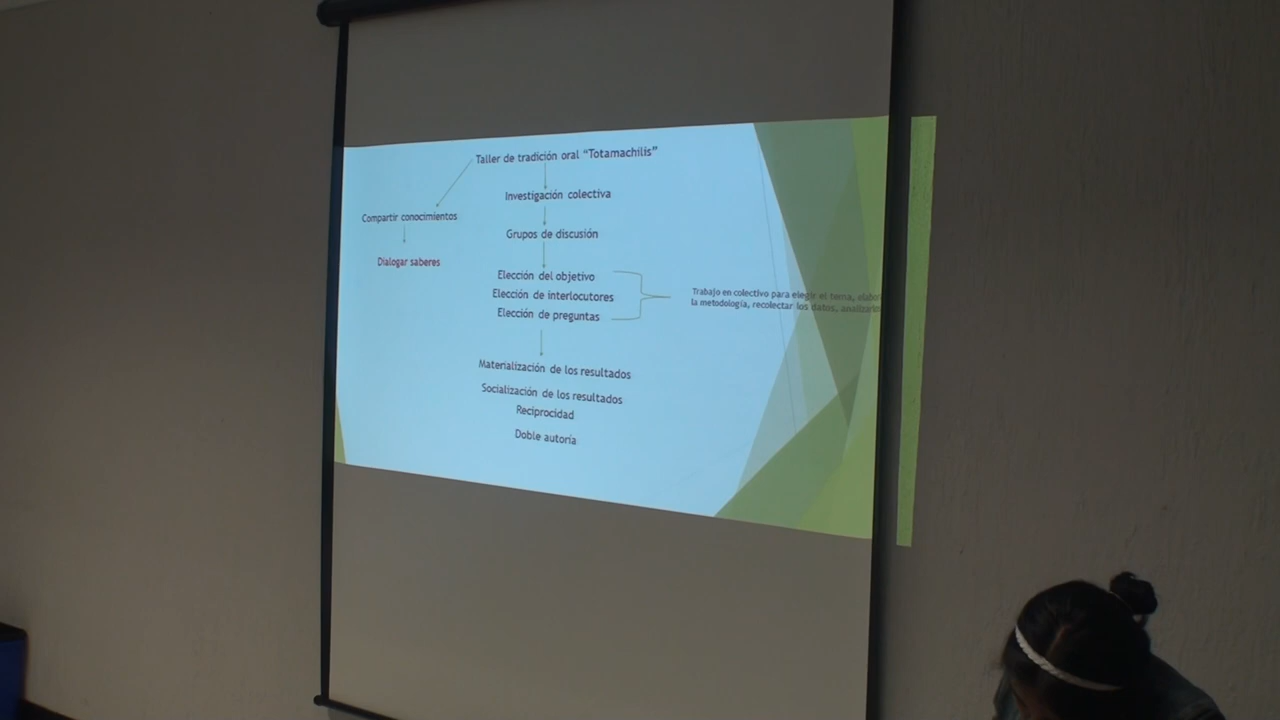 Taller de tradición oral “Totamachilis”
Investigación colectiva
Compartir conocimientos
Grupos de discusión
Dialogar saberes
Elección del objetivo
Elección de interlocutores
Elección de preguntas
Trabajo en colectivo para elegir el tema,
la metodología, recolectar los datos,
Materialización de los resultados
Socialización de los resultados
Reciprocidad
Doble autoría